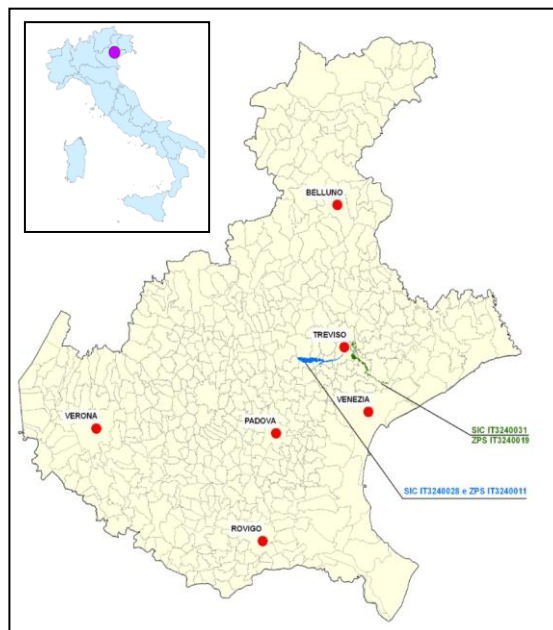 BELLUNO
TREVISO
VENEZIA
VERONA
PADOVA
SIC IT3240031
ZPS IT3240019
SIC IT3240028 e ZPS IT3240011
ROVIGO